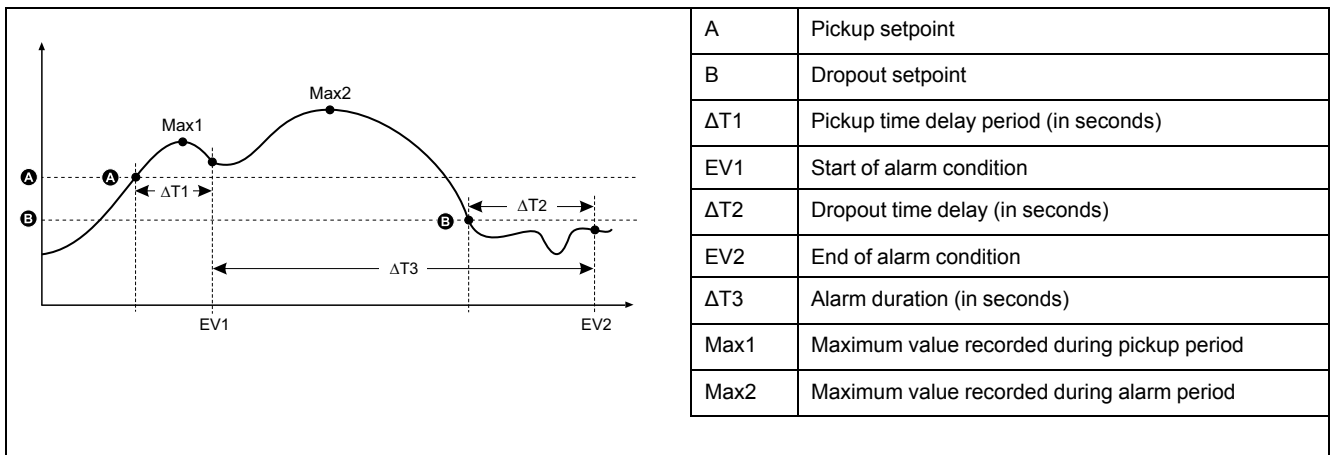 Max2
Max1
A
A
ΔT1
B
B
ΔT2
ΔT3
EV1
EV2
A Pickup setpoint
B Dropout setpoint
ΔT1 Pickup time delay period (in seconds)
EV1 Start of alarm condition
ΔT2 Dropout time delay (in seconds)
EV2 End of alarm condition
ΔT3 Alarm duration (in seconds)
Max1 Maximum value recorded during pickup period
Max2 Maximum value recorded during alarm period